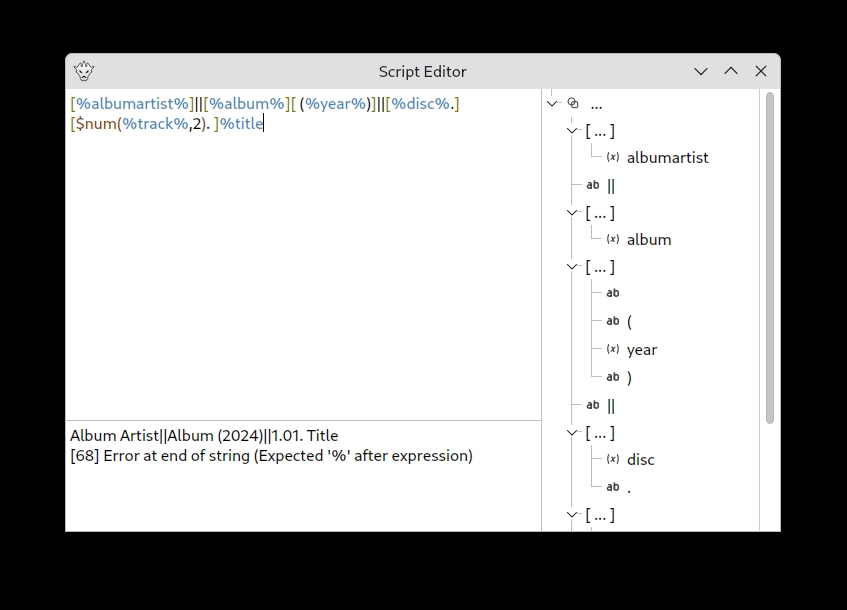 Script Editor
[%albumartist%]||[%album%][ (%year%)]||[%disc%.]
[$num(%track%,2). ]%title
...
[ ... ]
(x) albumartist
ab ||
[ ... ]
(x) album
[ ... ]
ab
ab (
(x) year
ab )
ab ||
[ ... ]
(x) disc
ab .
[ ... ]
Album Artist||Album (2024)||1.01. Title
[68] Error at end of string (Expected '%' after expression)